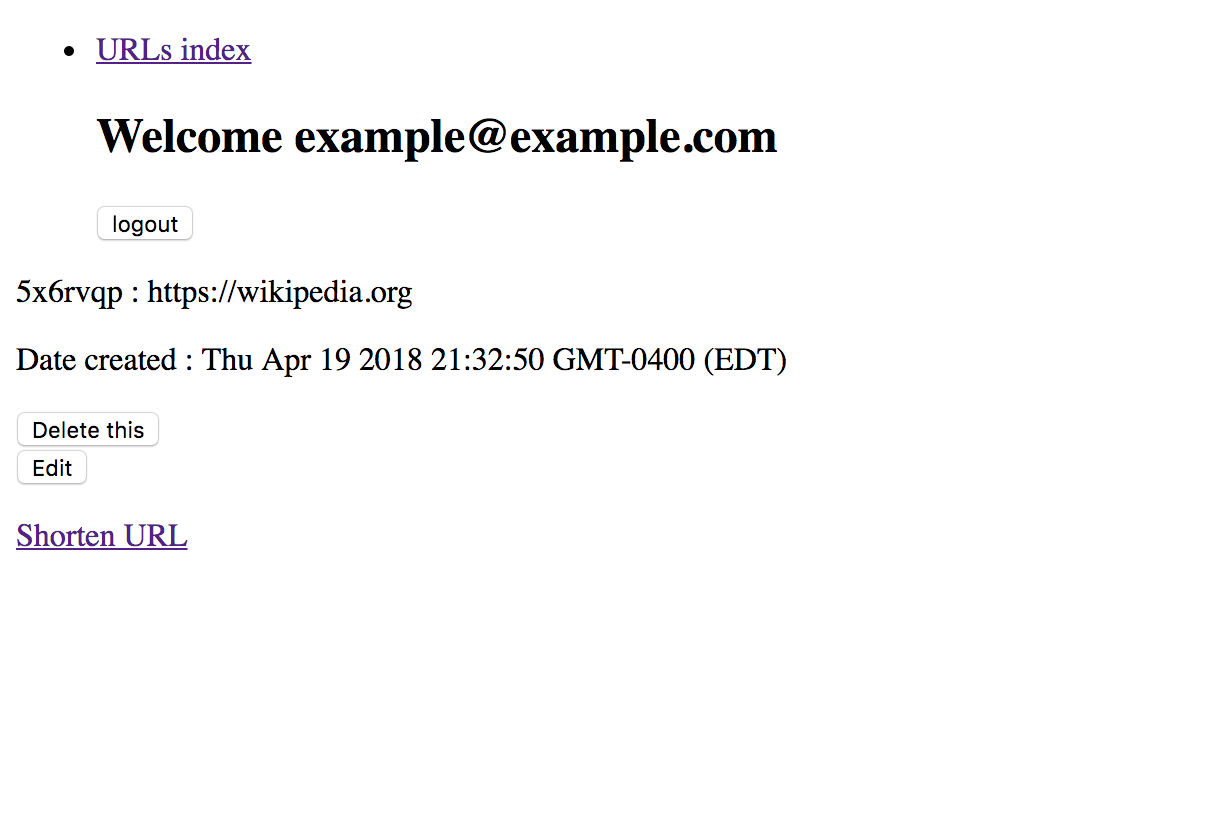 URLs index
Welcome example@example.com
logout
5x6rvqp : https://wikipedia.org
Date created : Thu Apr 19 2018 21:32:50 GMT-0400 (EDT)
Delete this
Edit
Shorten URL